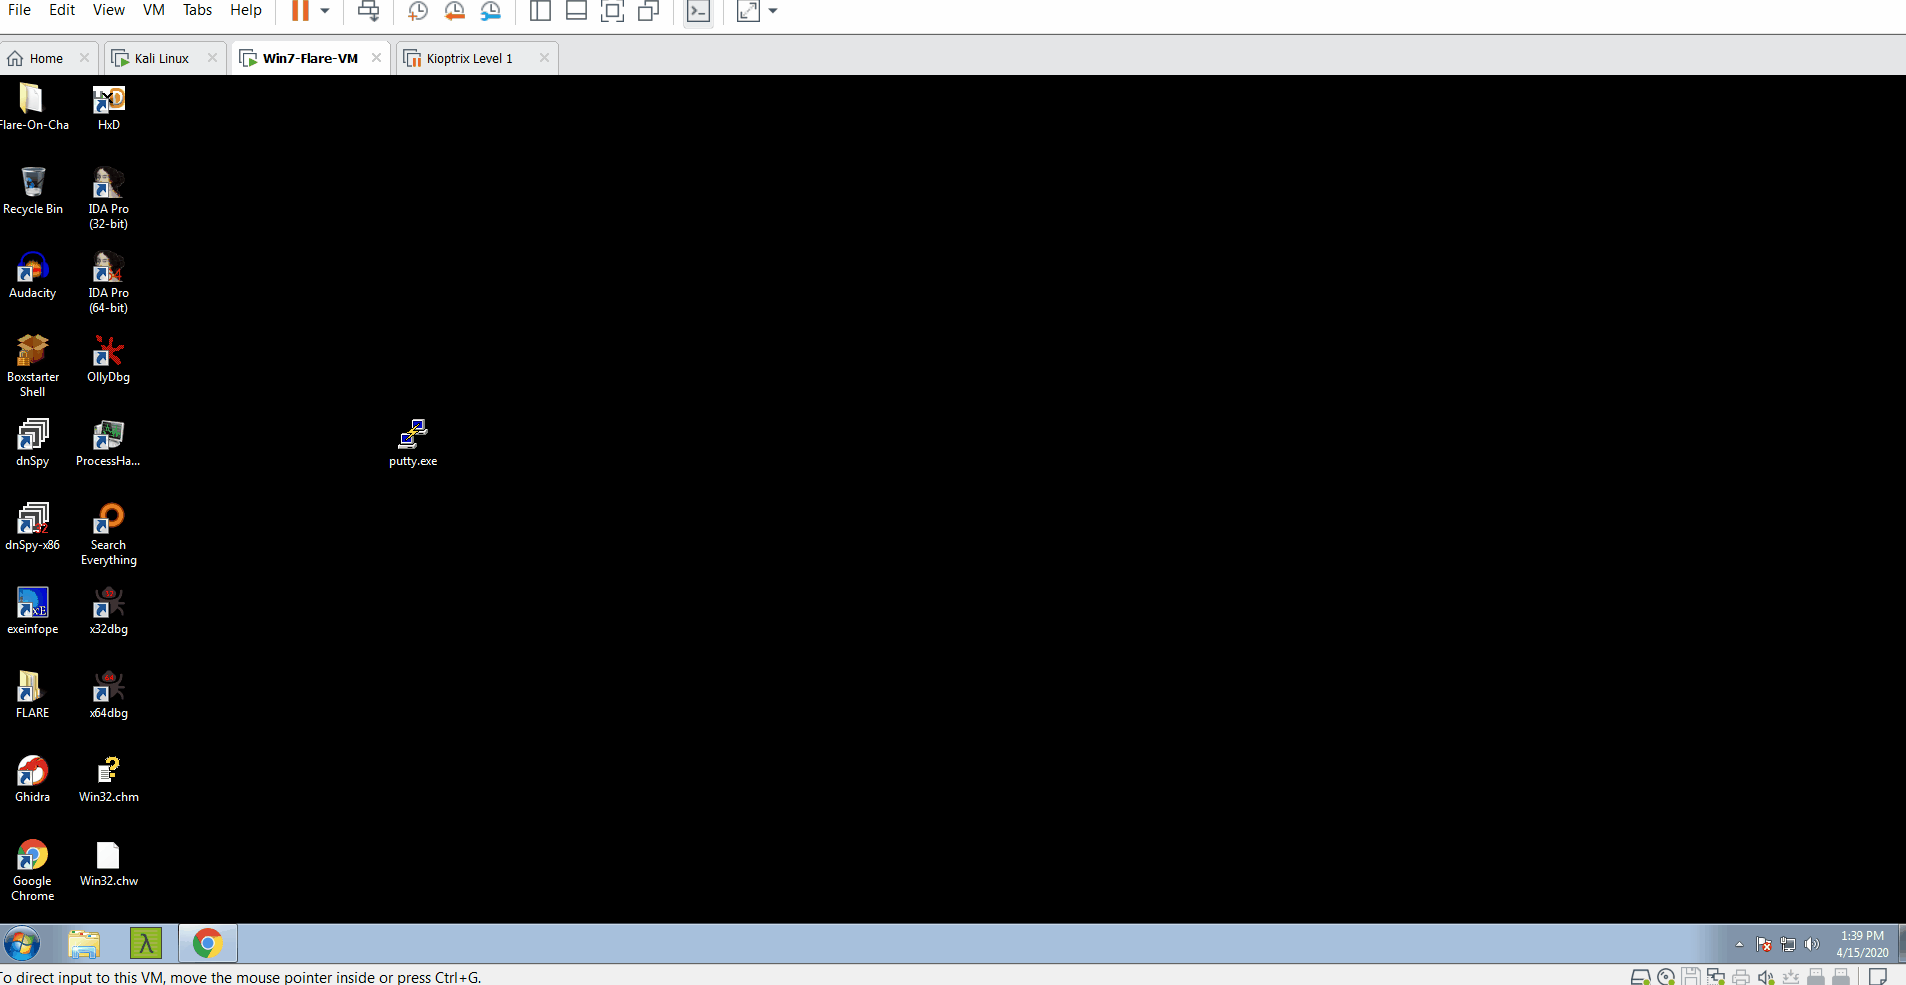 File Edit View VM Tabs Help
Home Kali Linux Win7-Flare-VM Kioptrix Level 1
Flare-On-Cha HxD
Recycle Bin IDA Pro
(32-bit)
Audacity IDA Pro
(64-bit)
Boxstarter OllyDbg
Shell
dnSpy ProcessHa... putty.exe
dnSpy-x86 Search
Everything
exeinfope x32dbg
FLARE x64dbg
Ghidra Win32.chm
Google Win32.chw
Chrome
1:39 PM
4/15/2020
To direct input to this VM, move the mouse pointer inside or press Ctrl+G.